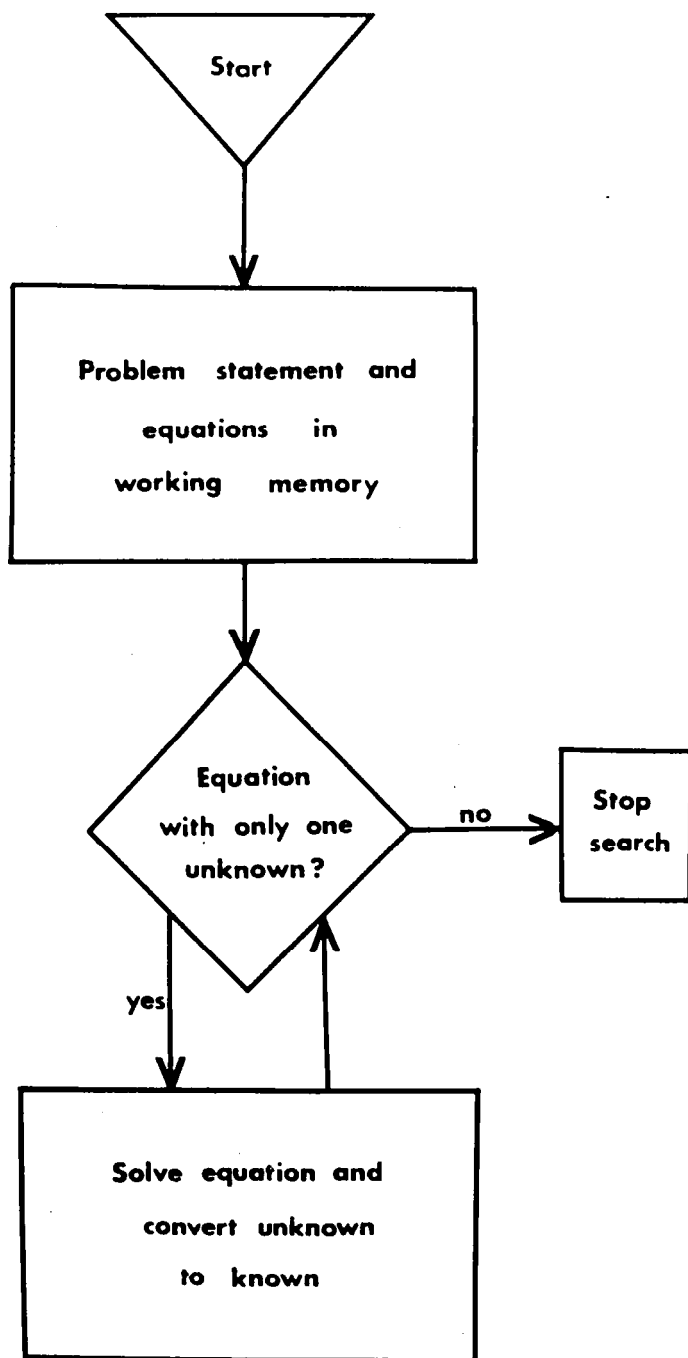 Start
Problem statement and
equations in
working memory
Equation
with only one
unknown?
no
Stop
search
yes
Solve equation and
convert unknown
to known